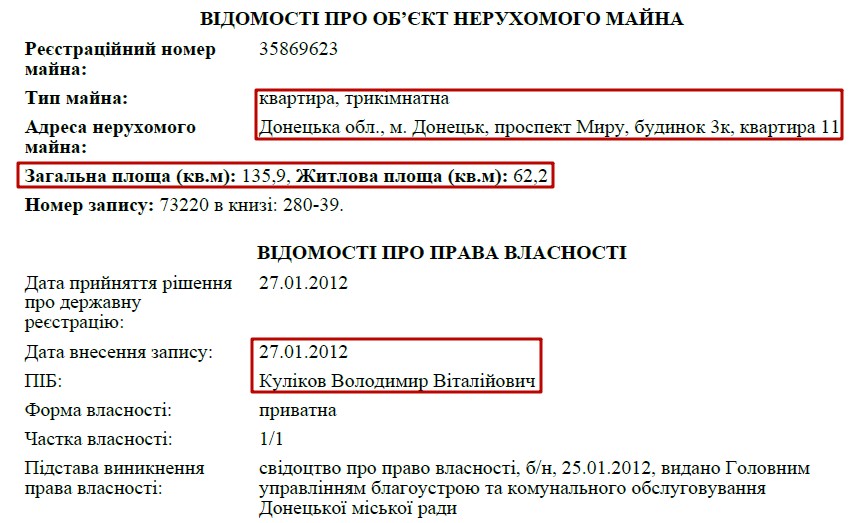 ВІДОМОСТІ ПРО ОБ’ЄКТ НЕРУХОМОГО МАЙНА
Реєстраційний номер майна: 35869623
Тип майна: квартира, трикімнатна
Адреса нерухомого майна: Донецька обл., м. Донецьк, проспект Миру, будинок 3к, квартира 11
Загальна площа (кв.м): 135,9, Житлова площа (кв.м): 62,2
Номер запису: 73220 в книзі: 280-39.
ВІДОМОСТІ ПРО ПРАВА ВЛАСНОСТІ
Дата прийняття рішення про державну реєстрацію: 27.01.2012
Дата внесення запису: 27.01.2012
ПІБ: Куліков Володимир Віталійович
Форма власності: приватна
Частка власності: 1/1
Підстава виникнення права власності: свідоцтво про право власності, б/н, 25.01.2012, видано Головним
управлінням благоустрою та комунального обслуговування
Донецької міської ради